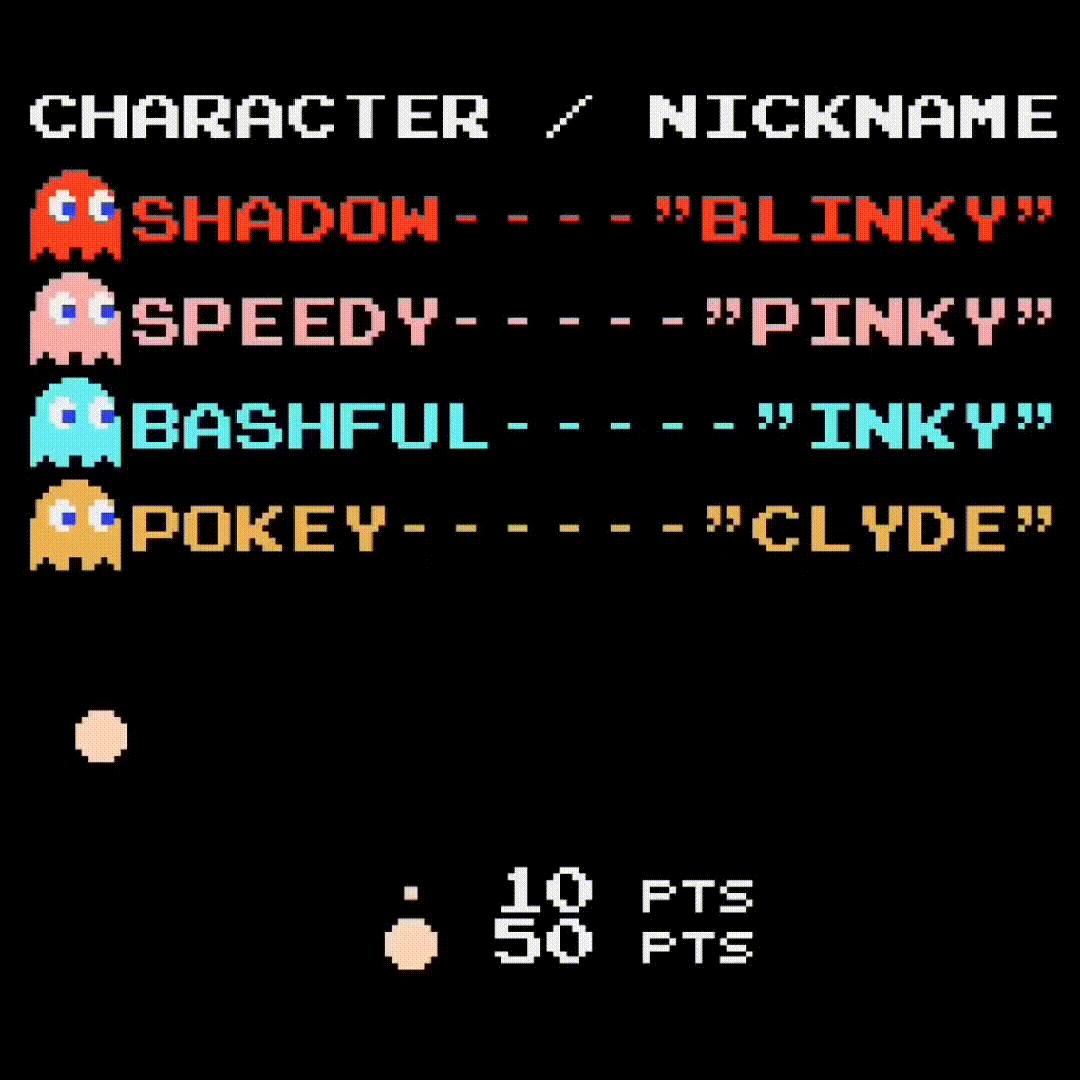 CHARACTER / NICKNAME
SHADOW----"BLINKY"
SPEEDY-----"PINKY"
BASHFUL-----"INKY"
POKEY------"CLYDE"
10 PTS
50 PTS